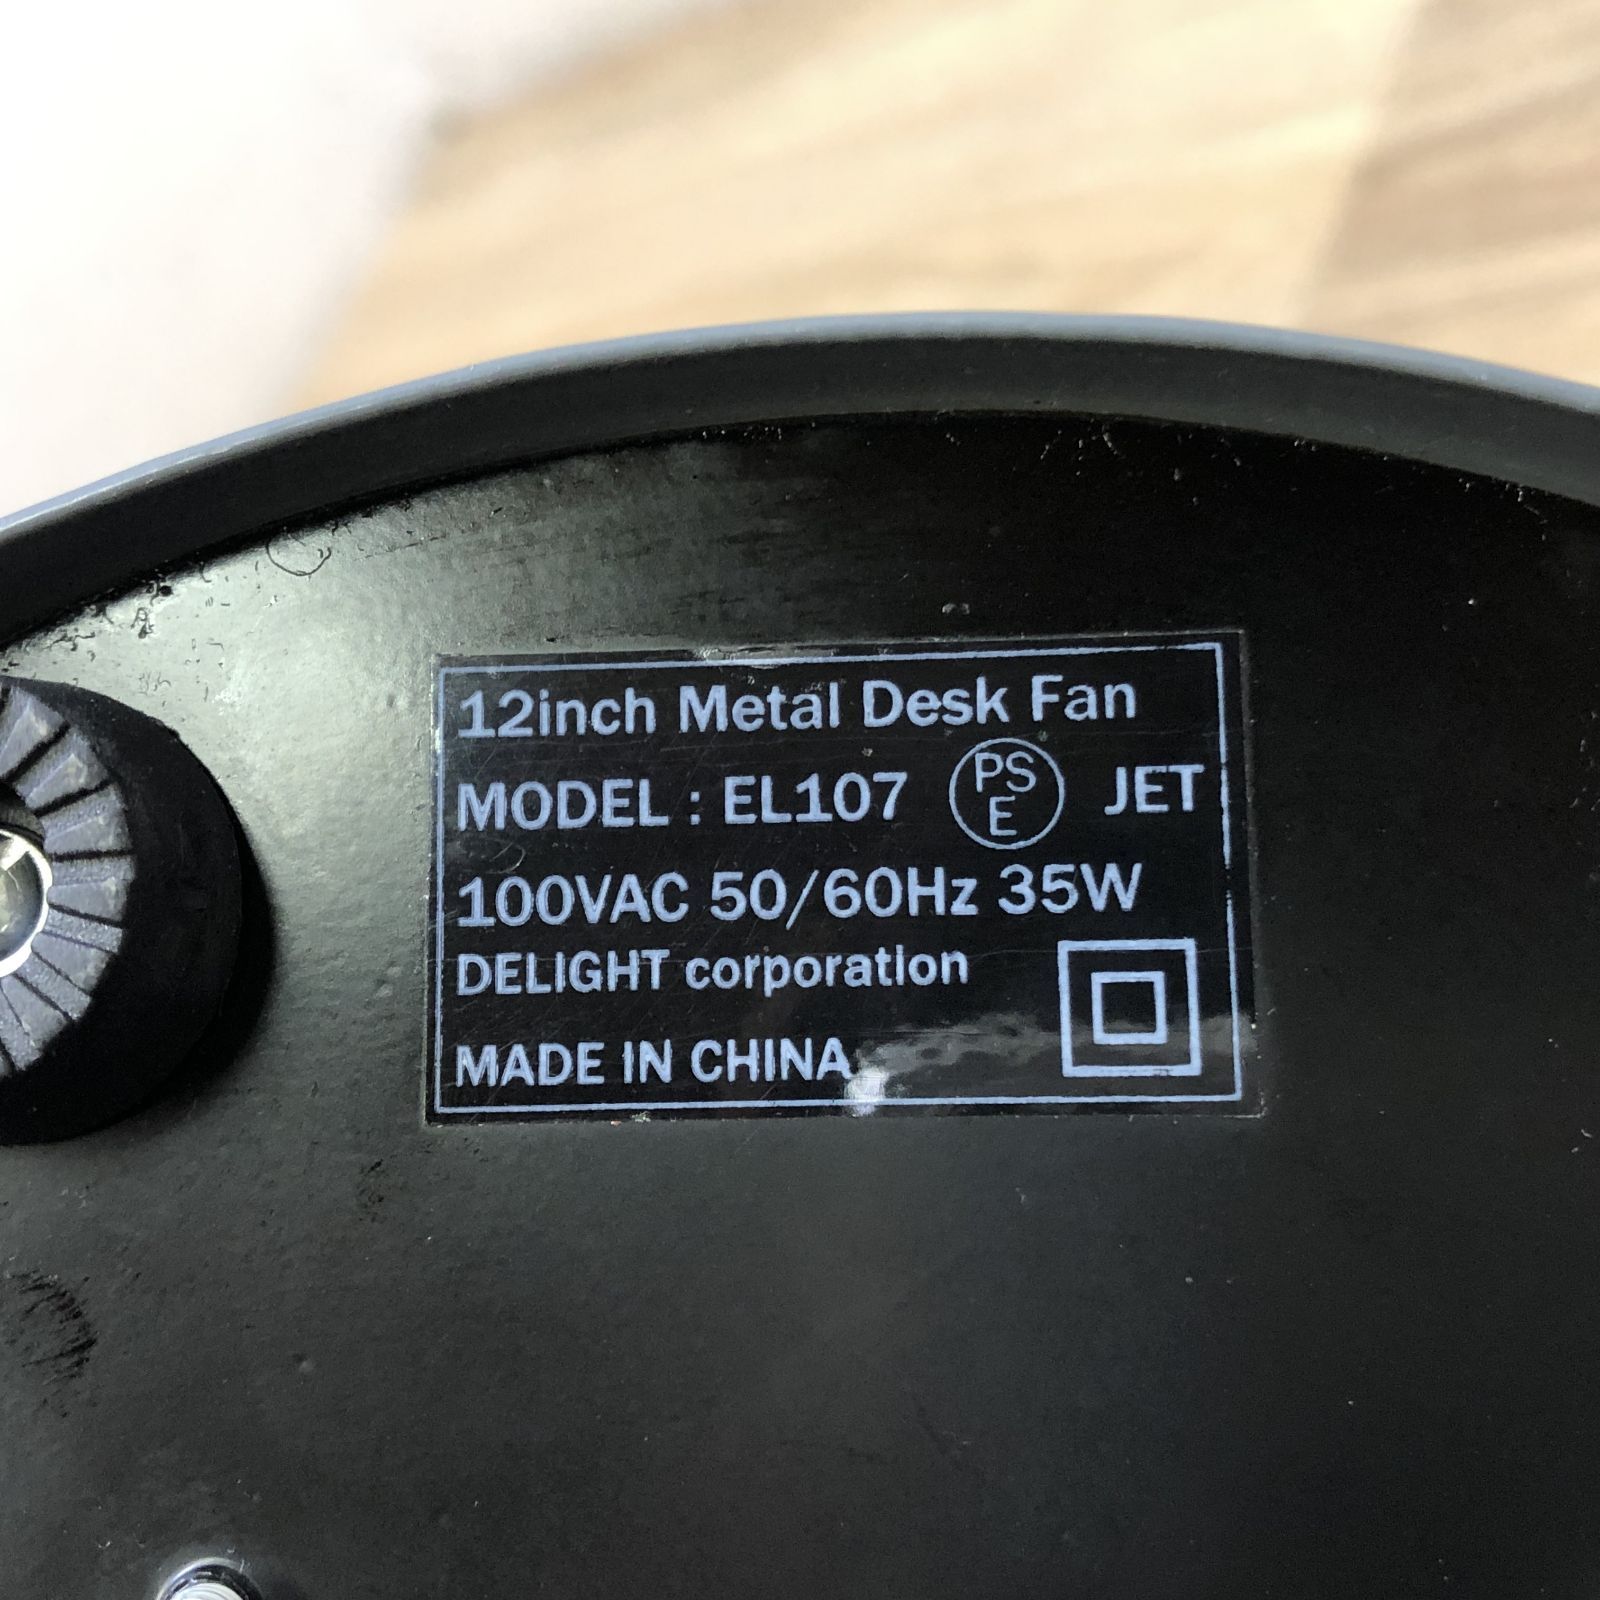 12inch Metal Desk Fan
MODEL : EL107 PSE JET
100VAC 50/60Hz 35W
DELIGHT corporation
MADE IN CHINA